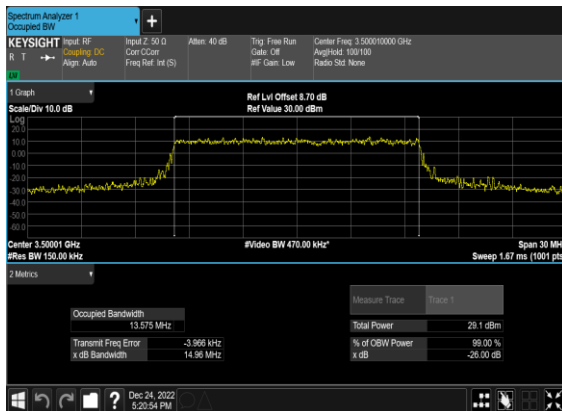 Spectrum Analyzer 1
Occupied BW
+
KEYSIGHT Input: RF Input Z: 50 Ω Atten: 40 dB Trig: Free Run Center Freq: 3.500010000 GHz
R T Coupling: DC Corr CCorr Gate: Off Avg|Hold: 100/100
Align: Auto Freq Ref: Int (S) #IF Gain: Low Radio Std: None
1 Graph
Ref Lvl Offset 8.70 dB
Scale/Div 10.0 dB Ref Value 30.00 dBm
Log
20.0
10.0
0.00
-10.0
-20.0
-30.0
-40.0
-50.0
-60.0
Center 3.50001 GHz #Video BW 470.00 kHz* Span 30 MH
#Res BW 150.00 kHz Sweep 1.67 ms (1001 pts
2 Metrics
Measure Trace Trace 1
Occupied Bandwidth
13.575 MHz
Total Power 29.1 dBm
Transmit Freq Error -3.966 kHz % of OBW Power 99.00 %
x dB Bandwidth 14.96 MHz x dB -26.00 dB
?
Dec 24, 2022
5:20:54 PM